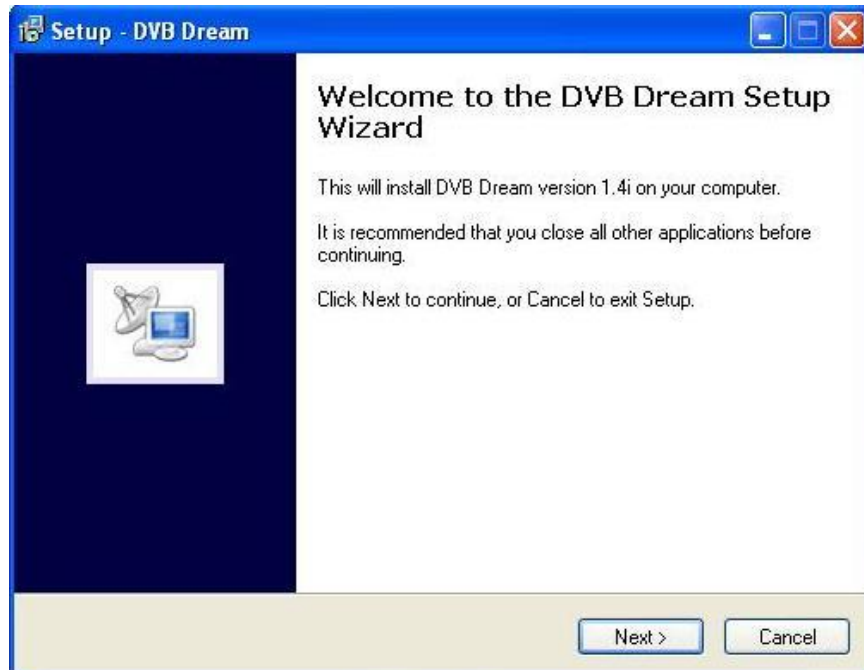 Setup - DVB Dream
Welcome to the DVB Dream Setup
Wizard
This will install DVB Dream version 1.4i on your computer.
It is recommended that you close all other applications before
continuing.
Click Next to continue, or Cancel to exit Setup.
Next >
Cancel